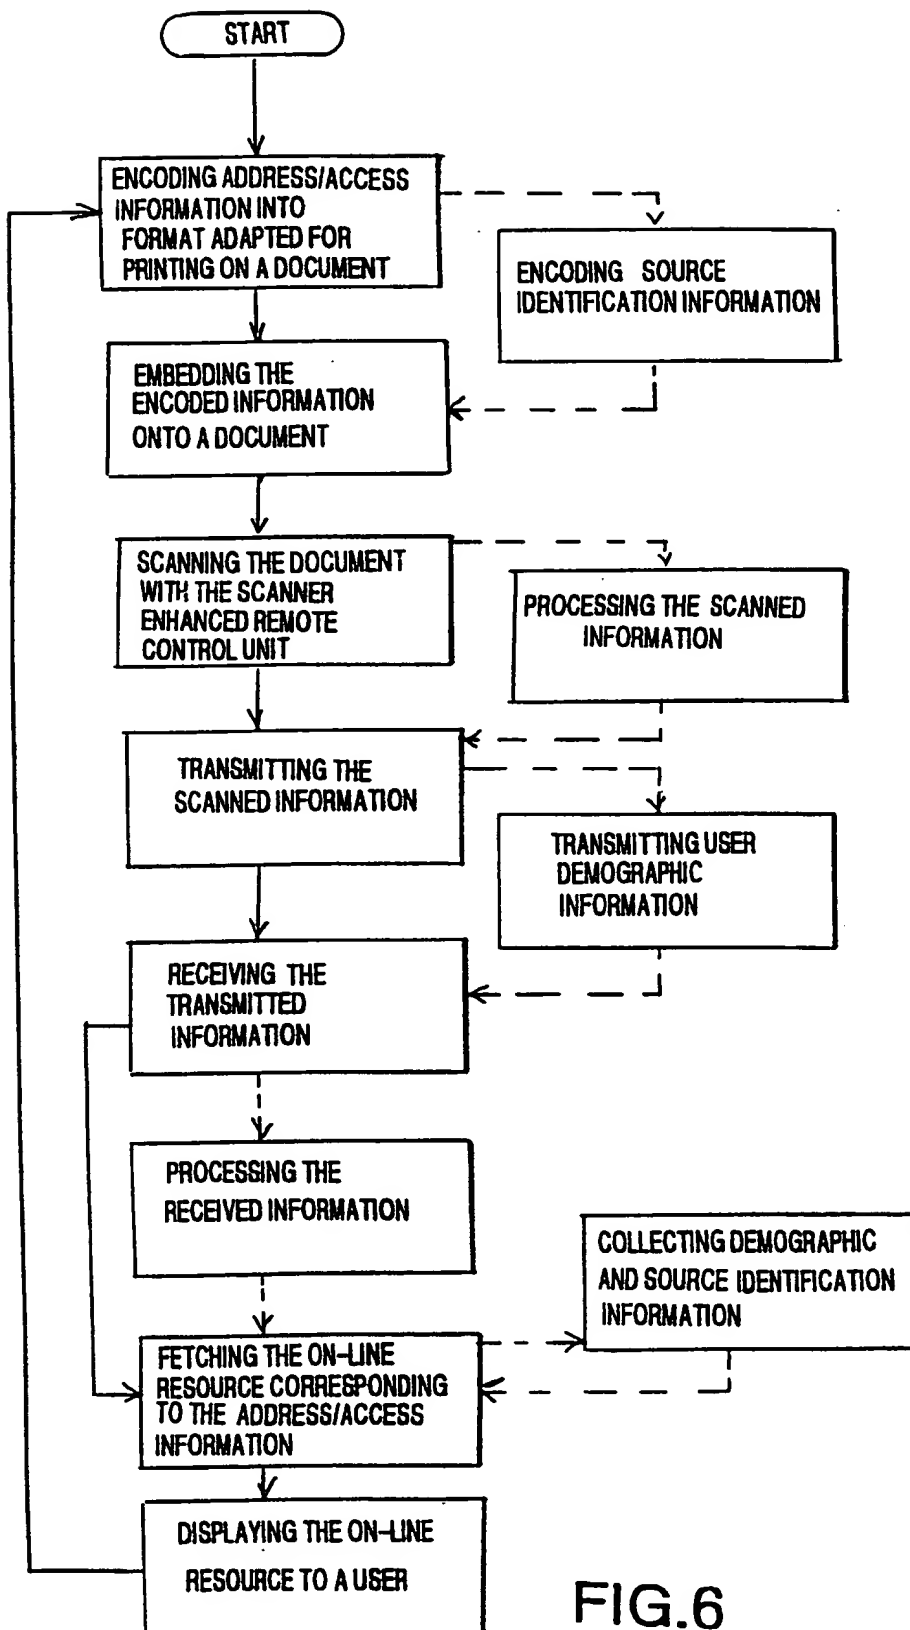 START
ENCODING ADDRESS/ACCESS
INFORMATION INTO
FORMAT ADAPTED FOR
PRINTING ON A DOCUMENT
ENCODING SOURCE
IDENTIFICATION INFORMATION
EMBEDDING THE
ENCODED INFORMATION
ONTO A DOCUMENT
SCANNING THE DOCUMENT
WITH THE SCANNER
ENHANCED REMOTE
CONTROL UNIT
PROCESSING THE SCANNED
INFORMATION
TRANSMITTING THE
SCANNED INFORMATION
TRANSMITTING USER
DEMOGRAPHIC
INFORMATION
RECEIVING THE
TRANSMITTED
INFORMATION
PROCESSING THE
RECEIVED INFORMATION
COLLECTING DEMOGRAPHIC
AND SOURCE IDENTIFICATION
INFORMATION
FETCHING THE ON-LINE
RESOURCE CORRESPONDING
TO THE ADDRESS/ACCESS
INFORMATION
DISPLAYING THE ON-LINE
RESOURCE TO A USER
FIG.6